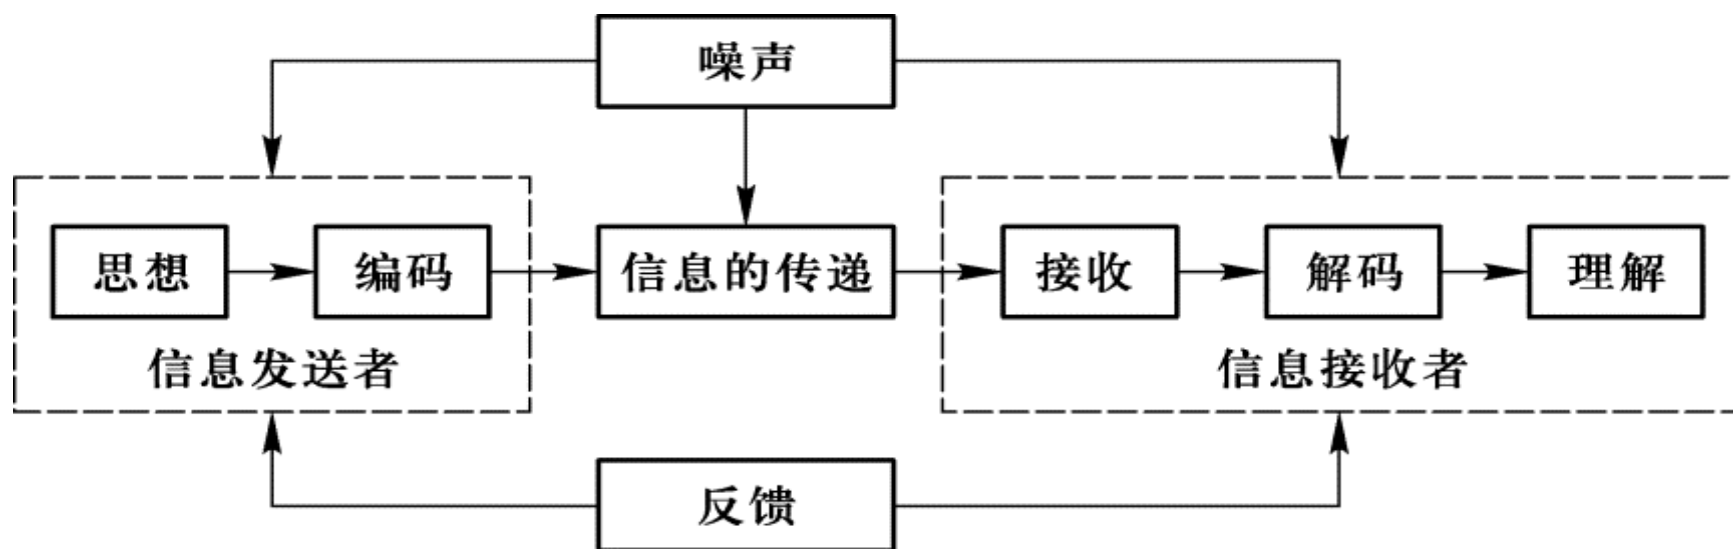 噪声
思想
编码
信息的传递
接收
解码
理解
信息发送者
信息接收者
反馈